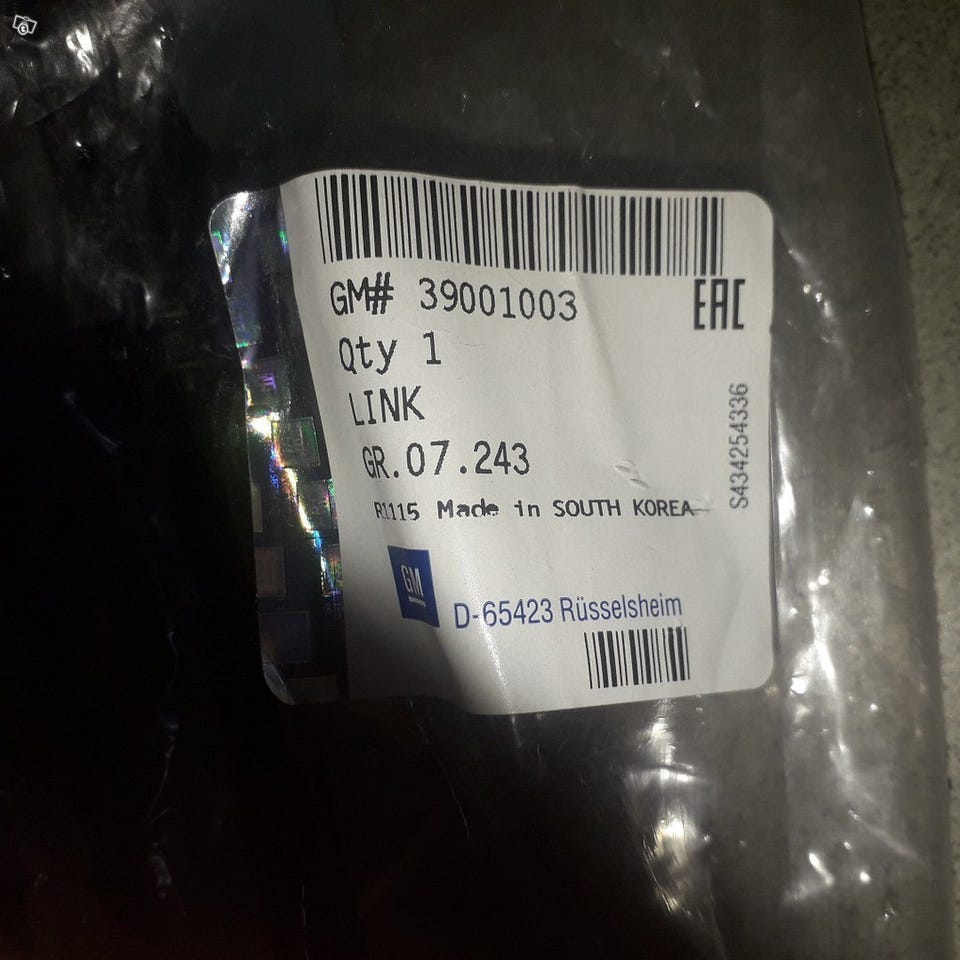 GM# 39001003
EAC
Qty 1
LINK
GR.07.243
S434254336
R1115 Made in SOUTH KOREA
GM
D-65423 Rüsselsheim